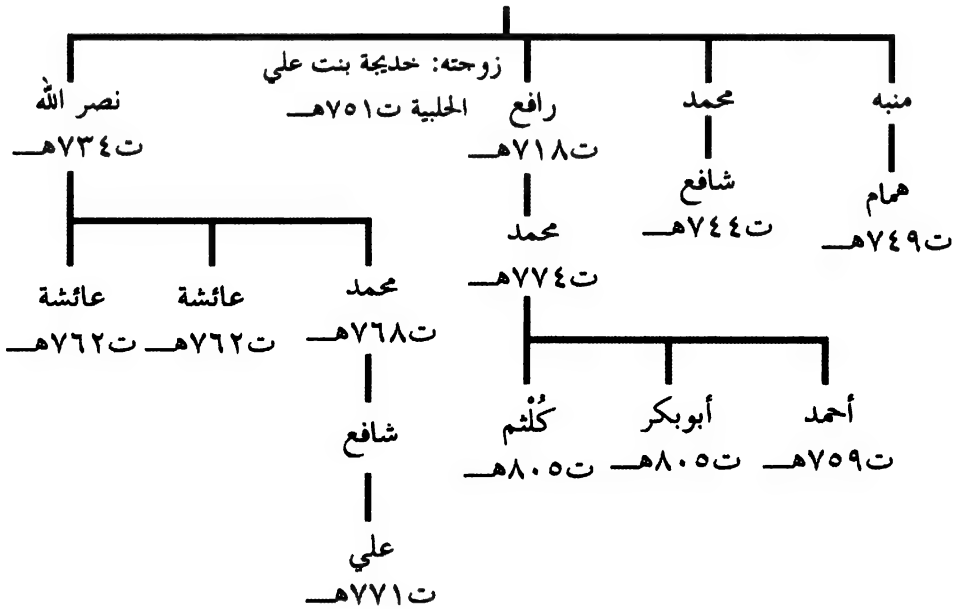 زوجته: خديجة بنت علي
الحلبية ت٧٥١هـ
منبه
محمد
رافع
نصر الله
ت٧١٨هـ
ت٧٣٤هـ
همام
شافع
ت٧٤٩هـ
ت٧٤٤هـ
محمد
ت٧٧٤هـ
محمد
عائشة
عائشة
ت٧٦٨هـ
ت٧٦٢هـ
ت٧٦٢هـ
أحمد
أبوبكر
كُلْثم
شافع
ت٧٥٩هـ
ت٨٠٥هـ
ت٨٠٥هـ
علي
ت٧٧١هـ